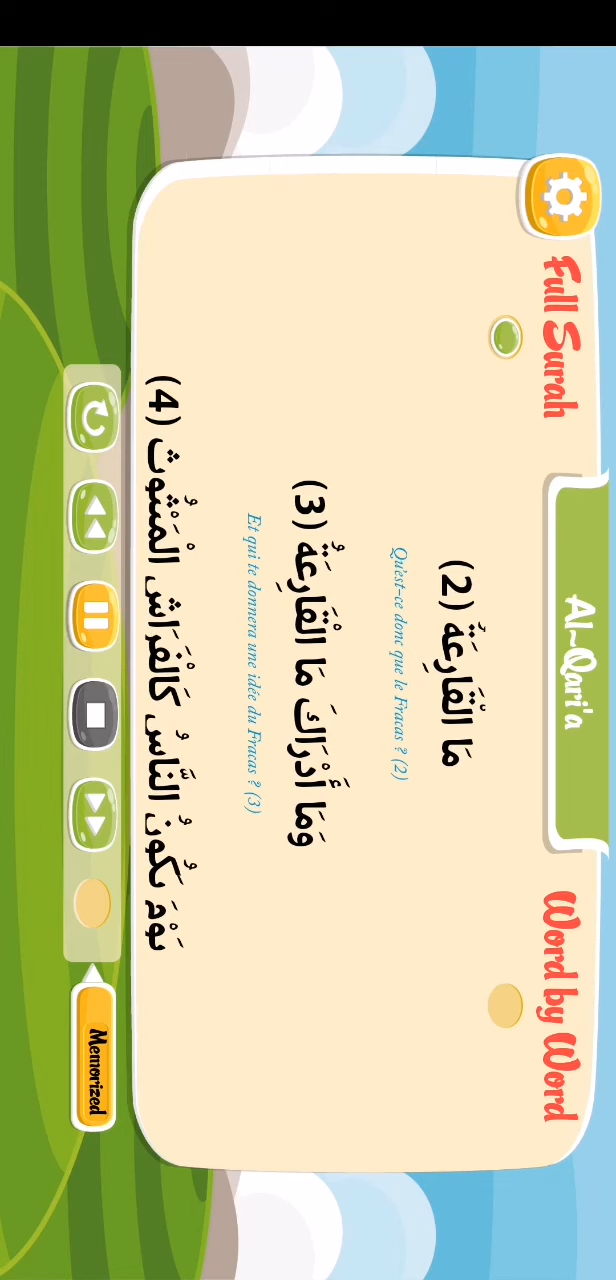 Full Surah
Al-Qari'a
Word by Word
مَا الْقَارِعَةُ (2)
Qu'est-ce donc que le Fracas ? (2)
وَمَا أَدْرَاكَ مَا الْقَارِعَةُ (3)
Et qui te donnera une idée du Fracas ? (3)
يَوْمَ يَكُونُ النَّاسُ كَالْفَرَاشِ الْمَبْثُوثِ (4)
Memorized